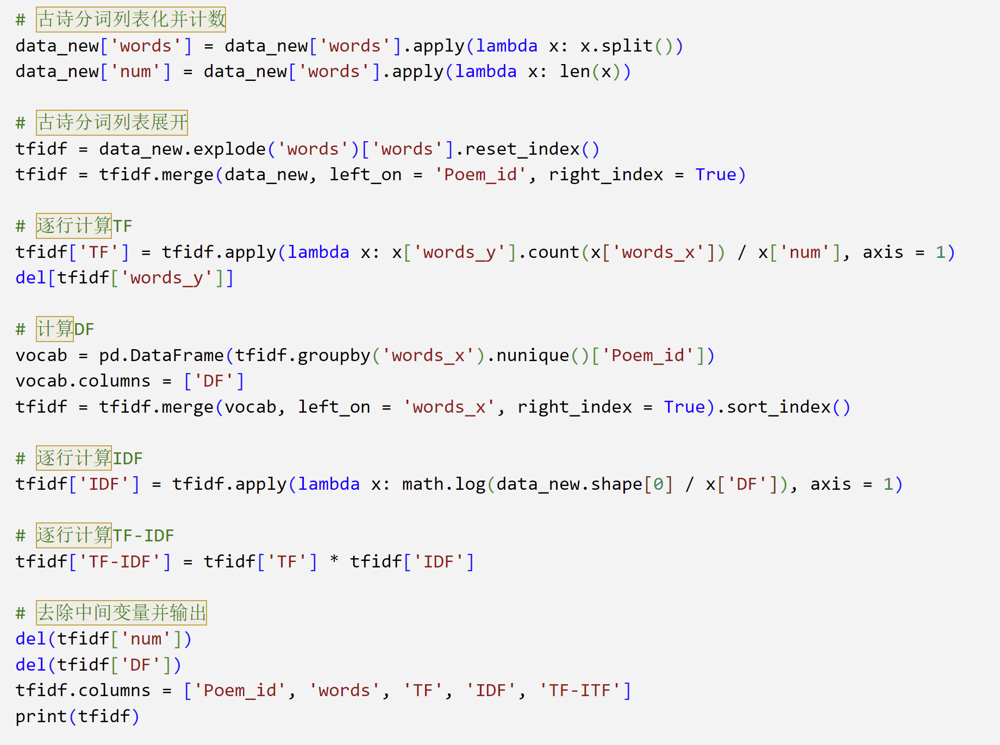 # 古诗分词列表化并计数
data_new['words'] = data_new['words'].apply(lambda x: x.split())
data_new['num'] = data_new['words'].apply(lambda x: len(x))
# 古诗分词列表展开
tfidf = data_new.explode('words')['words'].reset_index()
tfidf = tfidf.merge(data_new, left_on = 'Poem_id', right_index = True)
# 逐行计算TF
tfidf['TF'] = tfidf.apply(lambda x: x['words_y'].count(x['words_x']) / x['num'], axis = 1)
del[tfidf['words_y']]
# 计算DF
vocab = pd.DataFrame(tfidf.groupby('words_x').nunique()['Poem_id'])
vocab.columns = ['DF']
tfidf = tfidf.merge(vocab, left_on = 'words_x', right_index = True).sort_index()
# 逐行计算IDF
tfidf['IDF'] = tfidf.apply(lambda x: math.log(data_new.shape[0] / x['DF']), axis = 1)
# 逐行计算TF-IDF
tfidf['TF-IDF'] = tfidf['TF'] * tfidf['IDF']
# 去除中间变量并输出
del(tfidf['num'])
del(tfidf['DF'])
tfidf.columns = ['Poem_id', 'words', 'TF', 'IDF', 'TF-ITF']
print(tfidf)